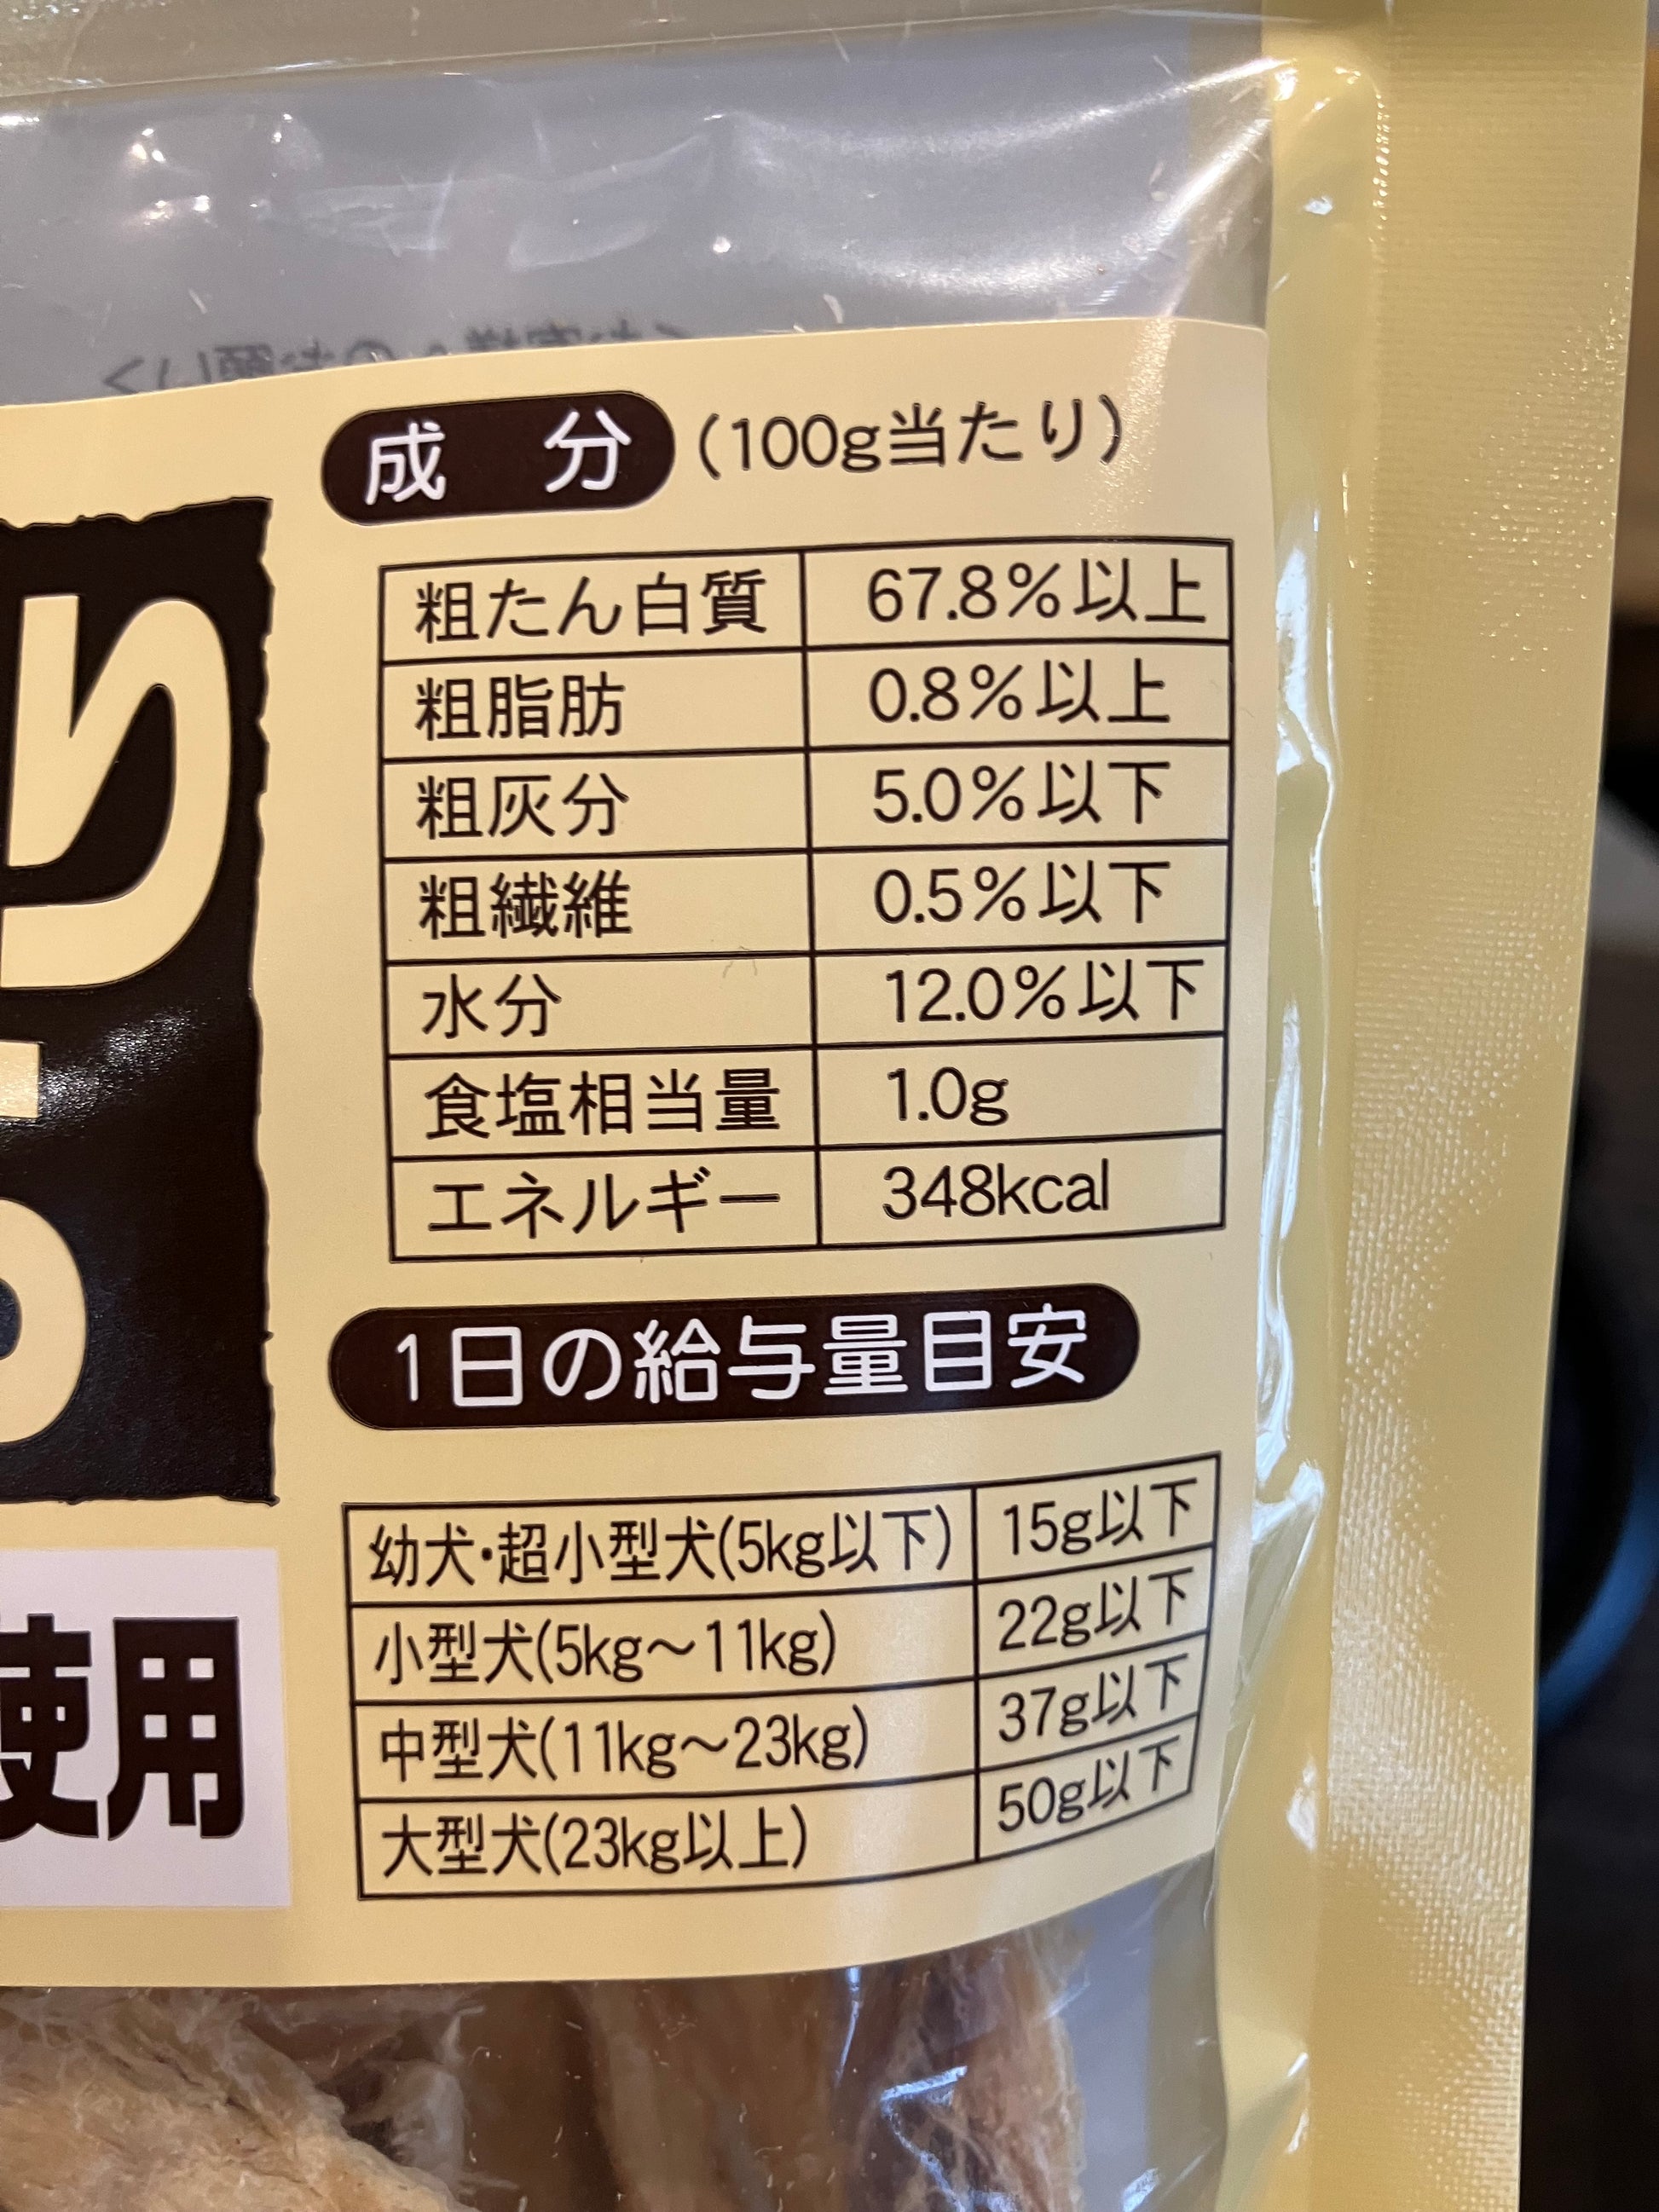 成 分 (100g当たり)
粗たん白質 67.8%以上
粗脂肪 0.8%以上
粗灰分 5.0%以下
粗繊維 0.5%以下
水分 12.0%以下
食塩相当量 1.0g
エネルギー 348kcal
1日の給与量目安
幼犬・超小型犬(5kg以下) 15g以下
小型犬(5kg〜11kg) 22g以下
中型犬(11kg〜23kg) 37g以下
大型犬(23kg以上) 50g以下
り
使用